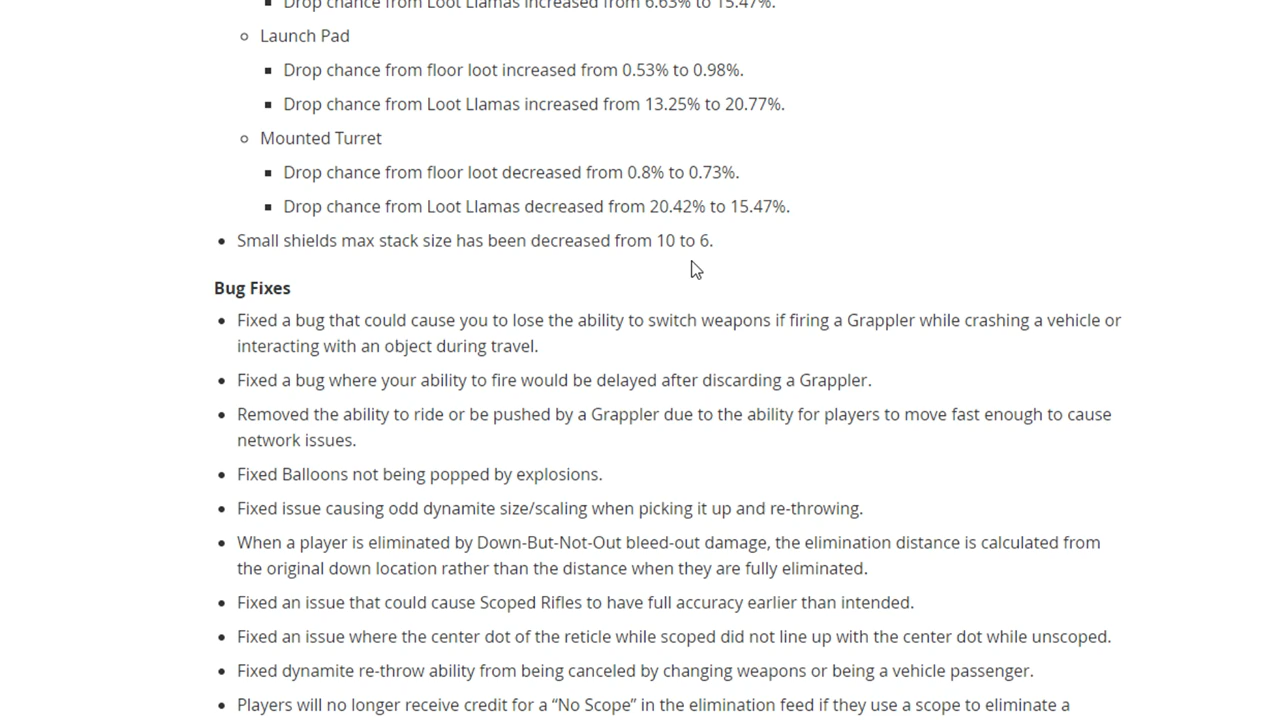 Drop chance from Loot Llamas increased from 6.63% to 15.47%.
Launch Pad
Drop chance from floor loot increased from 0.53% to 0.98%.
Drop chance from Loot Llamas increased from 13.25% to 20.77%.
Mounted Turret
Drop chance from floor loot decreased from 0.8% to 0.73%.
Drop chance from Loot Llamas decreased from 20.42% to 15.47%.
Small shields max stack size has been decreased from 10 to 6.
Bug Fixes
Fixed a bug that could cause you to lose the ability to switch weapons if firing a Grappler while crashing a vehicle or
interacting with an object during travel.
Fixed a bug where your ability to fire would be delayed after discarding a Grappler.
Removed the ability to ride or be pushed by a Grappler due to the ability for players to move fast enough to cause
network issues.
Fixed Balloons not being popped by explosions.
Fixed issue causing odd dynamite size/scaling when picking it up and re-throwing.
When a player is eliminated by Down-But-Not-Out bleed-out damage, the elimination distance is calculated from
the original down location rather than the distance when they are fully eliminated.
Fixed an issue that could cause Scoped Rifles to have full accuracy earlier than intended.
Fixed an issue where the center dot of the reticle while scoped did not line up with the center dot while unscoped.
Fixed dynamite re-throw ability from being canceled by changing weapons or being a vehicle passenger.
Players will no longer receive credit for a “No Scope” in the elimination feed if they use a scope to eliminate a